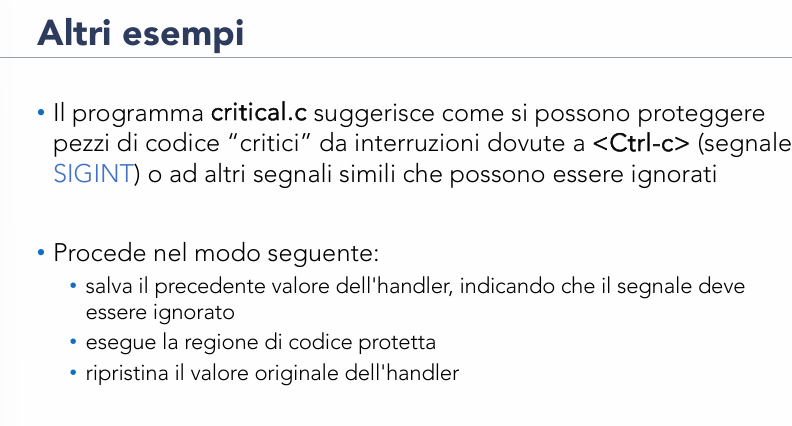 Altri esempi
• Il programma critical.c suggerisce come si possono proteggere
pezzi di codice “critici” da interruzioni dovute a <Ctrl-c> (segnale
SIGINT) o ad altri segnali simili che possono essere ignorati
• Procede nel modo seguente:
• salva il precedente valore dell'handler, indicando che il segnale deve
essere ignorato
• esegue la regione di codice protetta
• ripristina il valore originale dell'handler